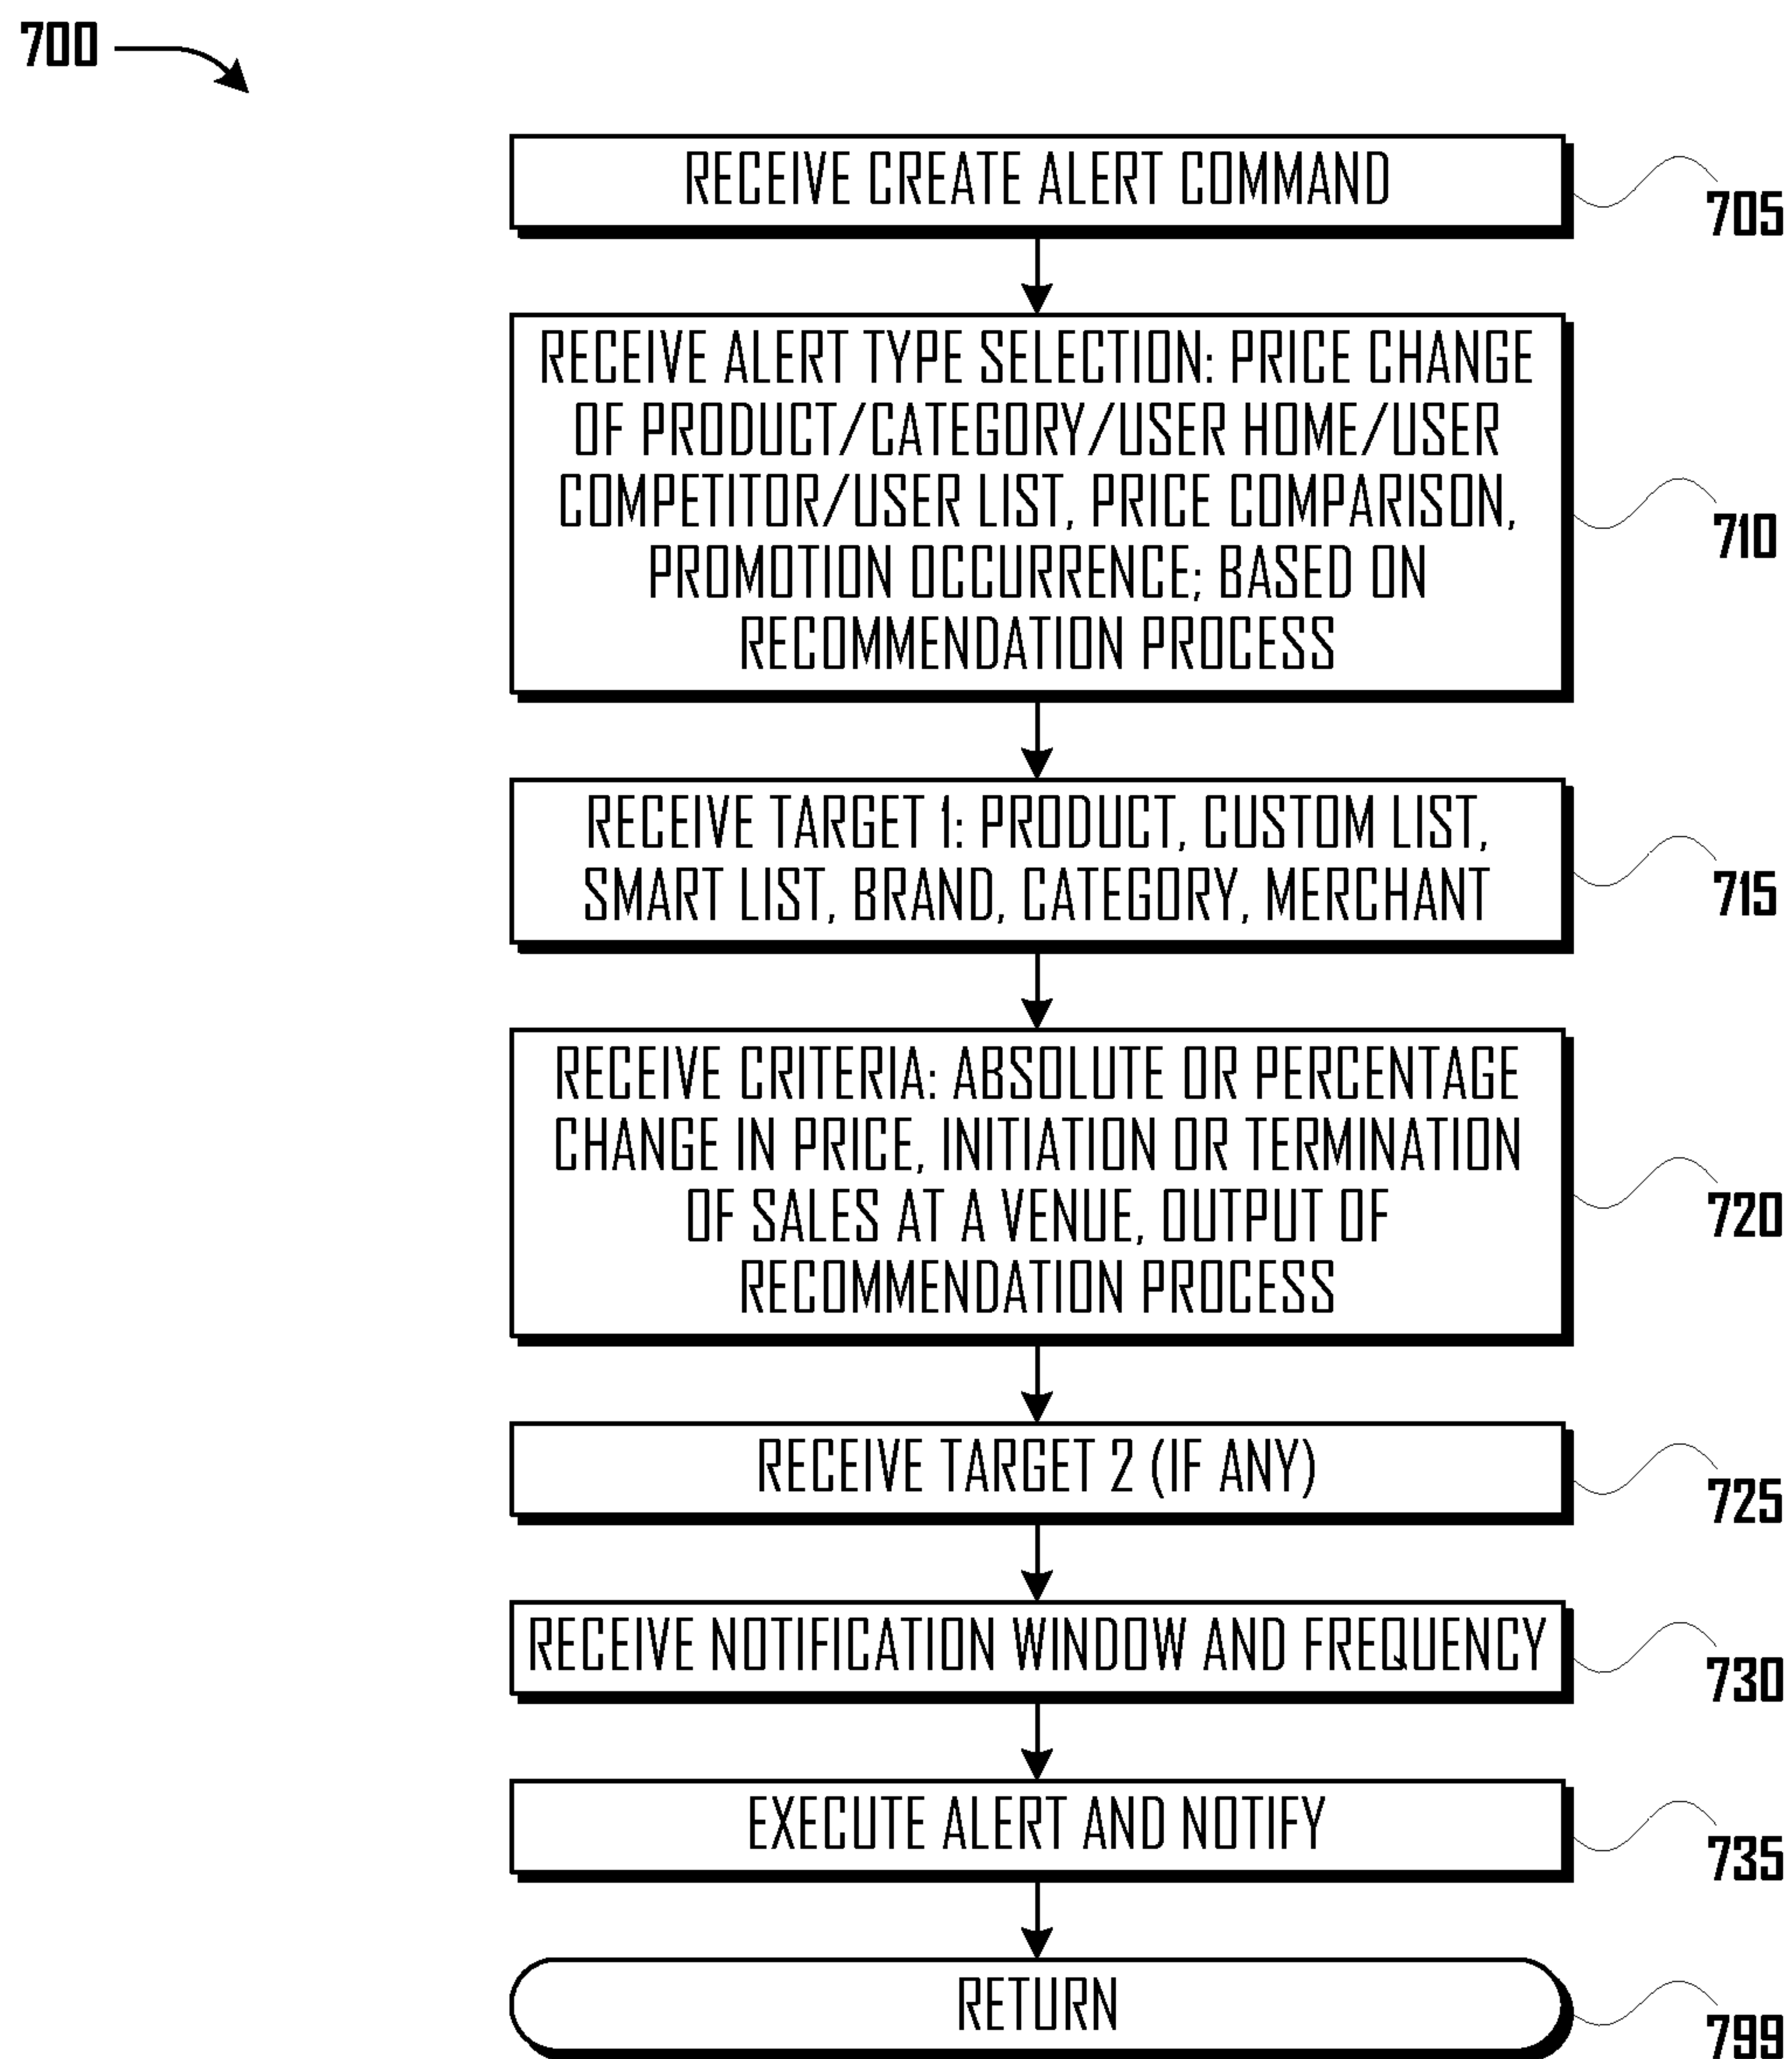 700
RECEIVE CREATE ALERT COMMAND
705
RECEIVE ALERT TYPE SELECTION: PRICE CHANGE
OF PRODUCT/CATEGORY/USER HOME/USER
COMPETITOR/USER LIST, PRICE COMPARISON,
PROMOTION OCCURRENCE; BASED ON
RECOMMENDATION PROCESS
710
RECEIVE TARGET 1: PRODUCT, CUSTOM LIST,
SMART LIST, BRAND, CATEGORY, MERCHANT
715
RECEIVE CRITERIA: ABSOLUTE OR PERCENTAGE
CHANGE IN PRICE, INITIATION OR TERMINATION
OF SALES AT A VENUE, OUTPUT OF
RECOMMENDATION PROCESS
720
RECEIVE TARGET 2 (IF ANY)
725
RECEIVE NOTIFICATION WINDOW AND FREQUENCY
730
EXECUTE ALERT AND NOTIFY
735
RETURN
799